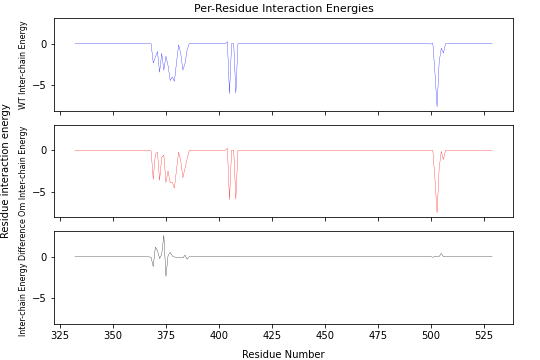 Per-Residue Interaction Energies
Residue interaction energy
WT Inter-chain Energy
0
−5
Om Inter-chain Energy
0
−5
Inter-chain Energy Difference
0
−5
325
350
375
400
425
450
475
500
525
Residue Number